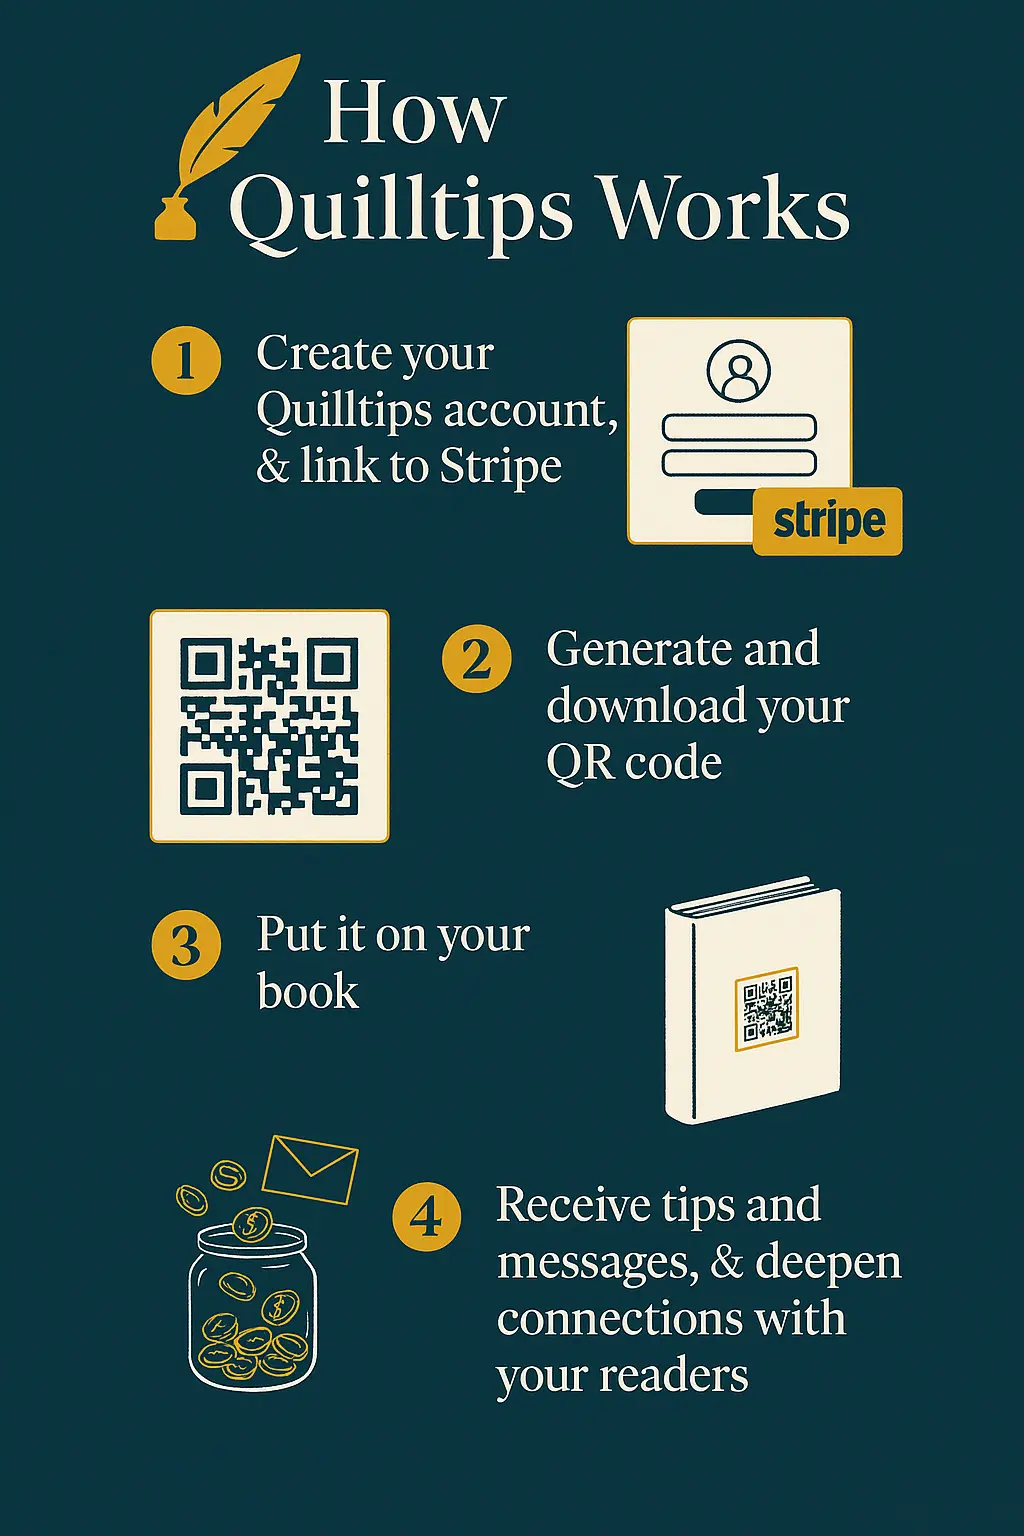 How
Quilltips Works
1
Create your
Quilltips account,
& link to Stripe
stripe
2
Generate and
download your
QR code
3
Put it on your
book
4
Receive tips and
messages, & deepen
connections with
your readers